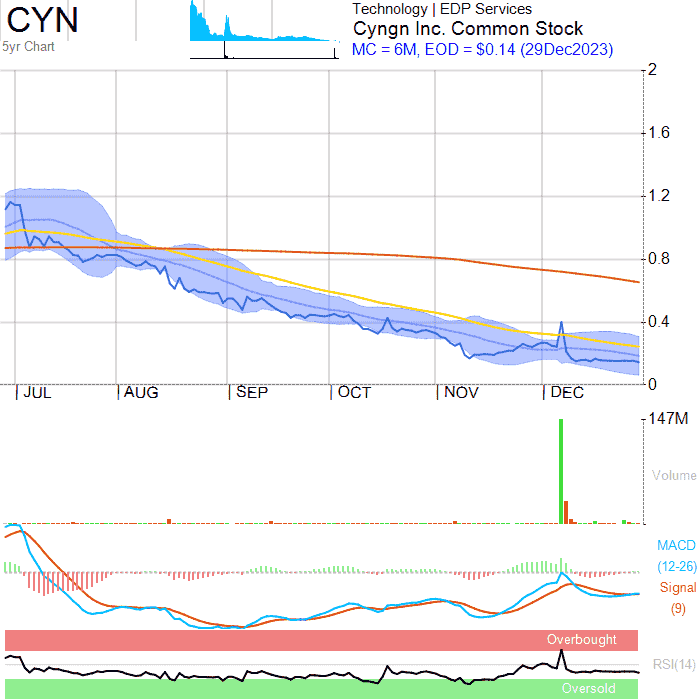 CYN
5yr Chart
Technology | EDP Services
Cyngn Inc. Common Stock
MC = 6M, EOD = $0.14 (29Dec2023)
2
1.6
1.2
0.8
0.4
0
|JUL |AUG |SEP |OCT |NOV |DEC
147M
Volume
MACD
(12-26)
Signal
(9)
Overbought
RSI(14)
Oversold